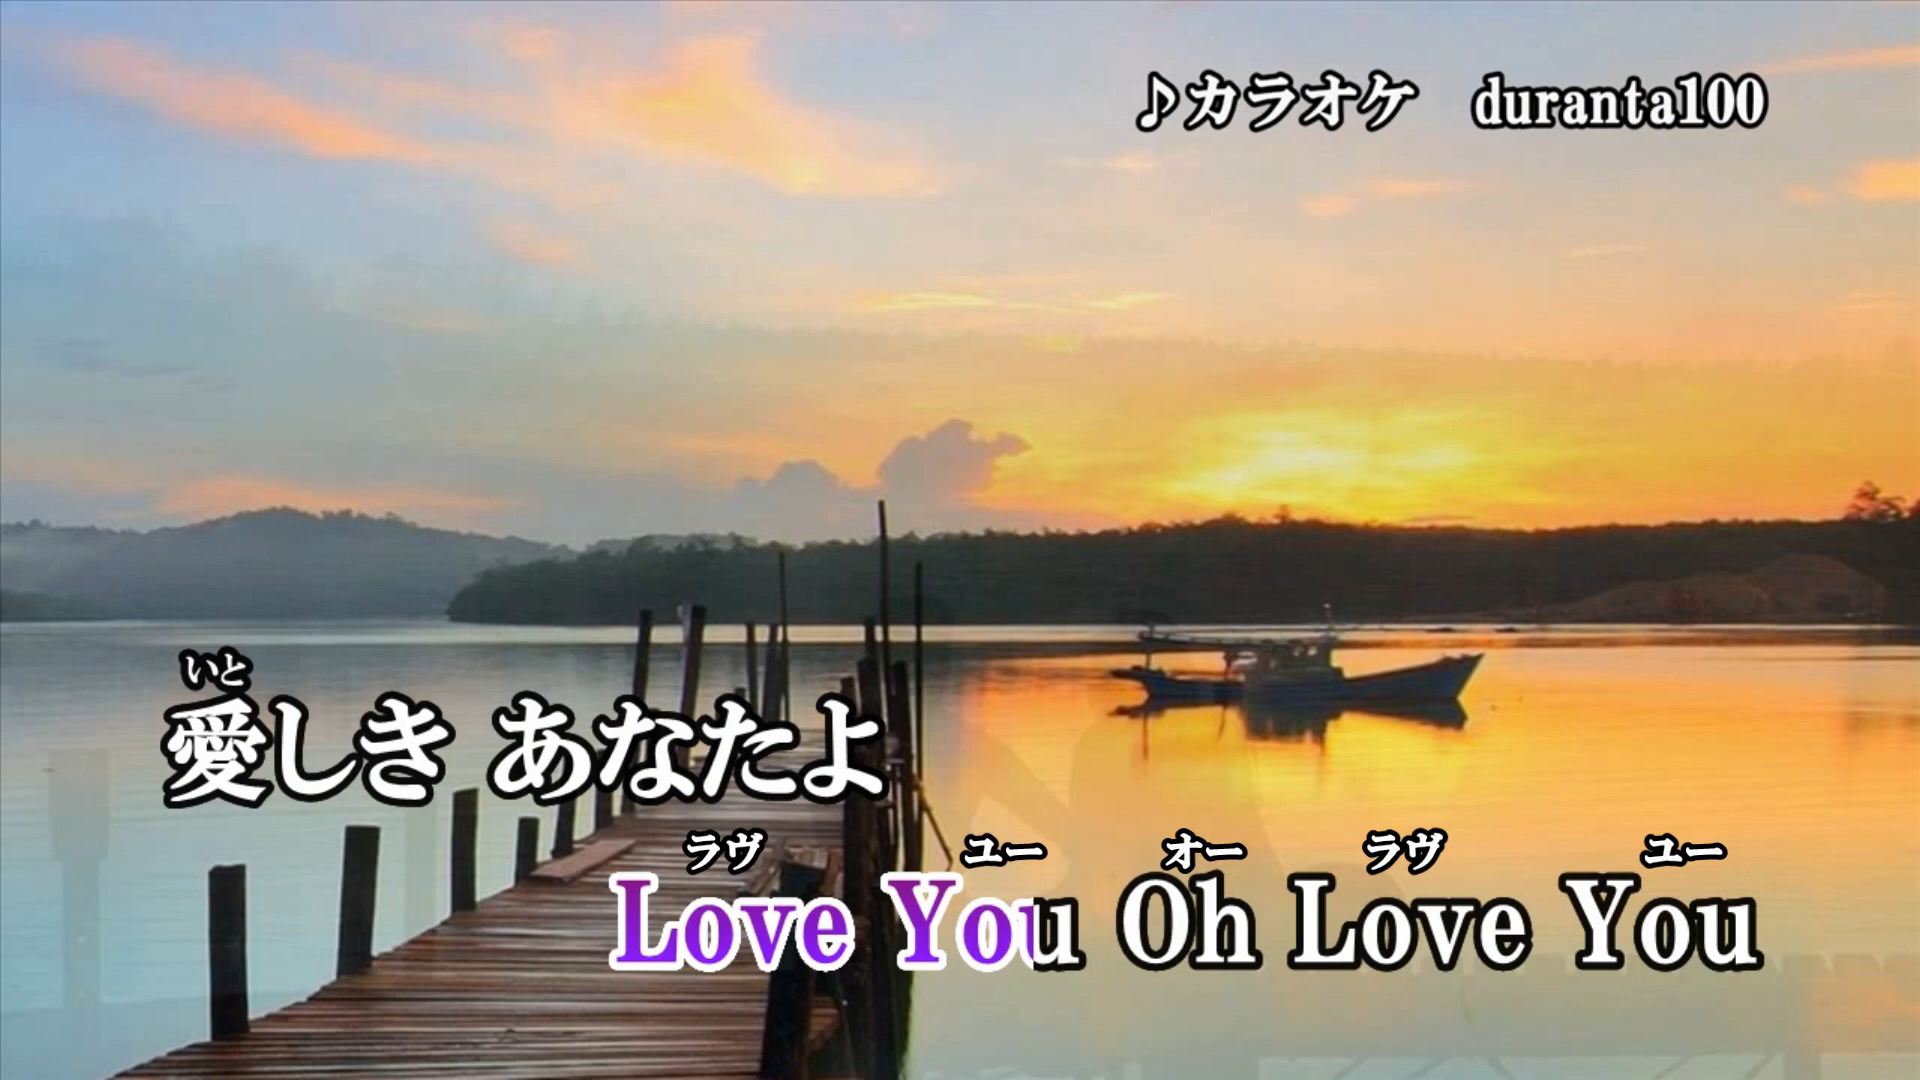 ♪カラオケ　duranta100
いと
愛しき あなたよ
ラヴ ユー オー ラヴ ユー
Love You Oh Love You